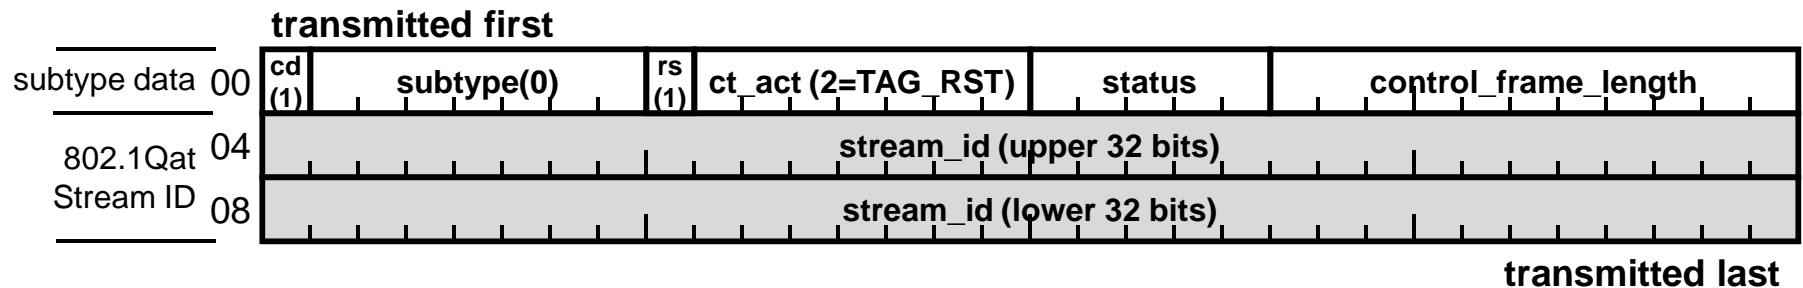 transmitted first
subtype data 00 cd (1) subtype(0) rs (1) ct_act (2=TAG_RST) status control_frame_length
802.1Qat Stream ID
04 stream_id (upper 32 bits)
08 stream_id (lower 32 bits)
transmitted last